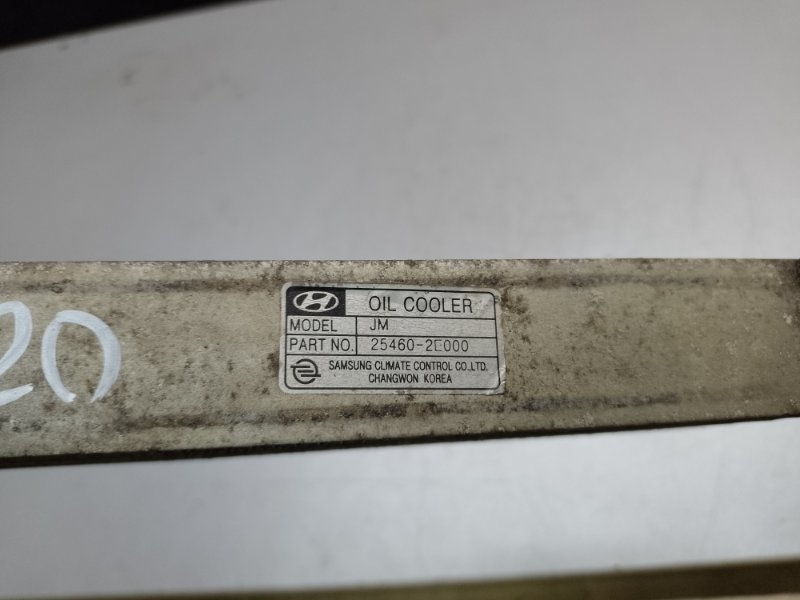 OIL COOLER
MODEL JM
PART NO. 25460-2E000
SAMSUNG CLIMATE CONTROL CO.,LTD.
CHANGWON KOREA
20